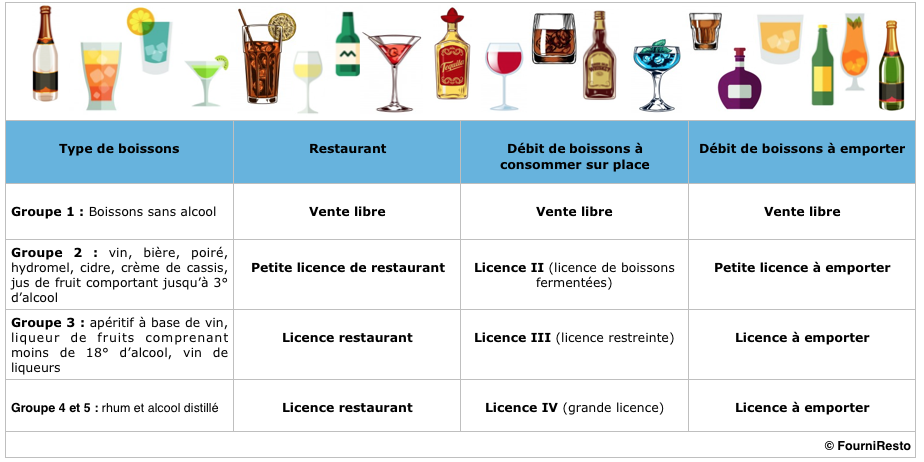 Tequila
Type de boissons
Restaurant
Débit de boissons à
consommer sur place
Débit de boissons à emporter
Groupe 1 : Boissons sans alcool
Vente libre
Vente libre
Vente libre
Groupe 2 : vin, bière, poiré,
hydromel, cidre, crème de cassis,
jus de fruit comportant jusqu’à 3°
d’alcool
Petite licence de restaurant
Licence II (licence de boissons
fermentées)
Petite licence à emporter
Groupe 3 : apéritif à base de vin,
liqueur de fruits comprenant
moins de 18° d’alcool, vin de
liqueurs
Licence restaurant
Licence III (licence restreinte)
Licence à emporter
Groupe 4 et 5 : rhum et alcool distillé
Licence restaurant
Licence IV (grande licence)
Licence à emporter
© FourniResto